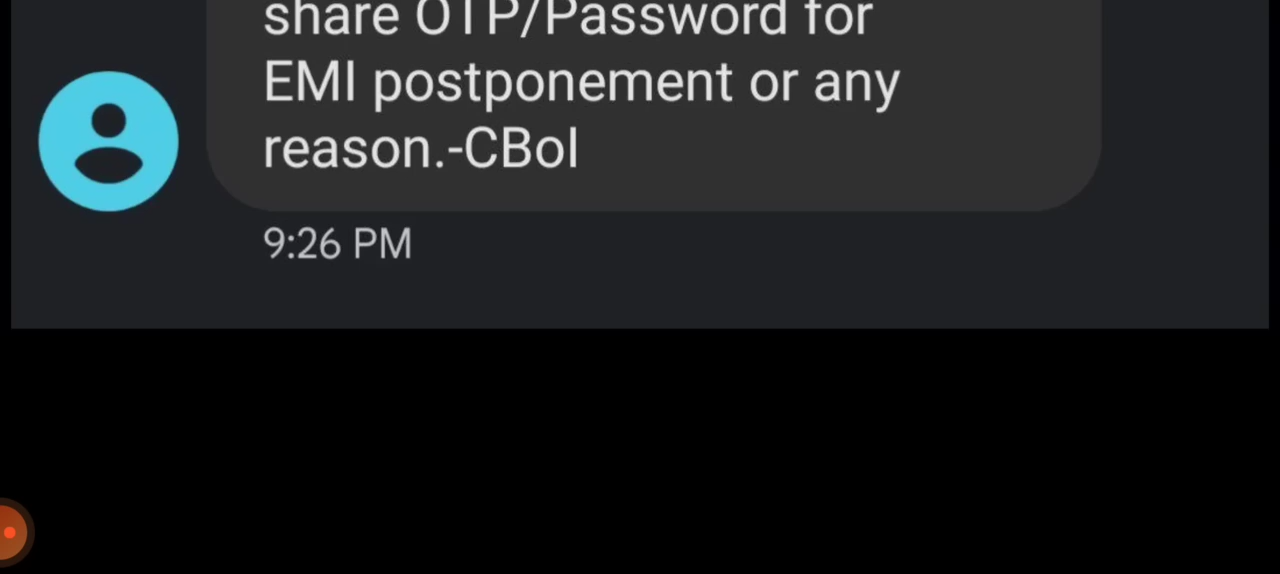 share OTP/Password for
EMI postponement or any
reason.-CBoI
9:26 PM